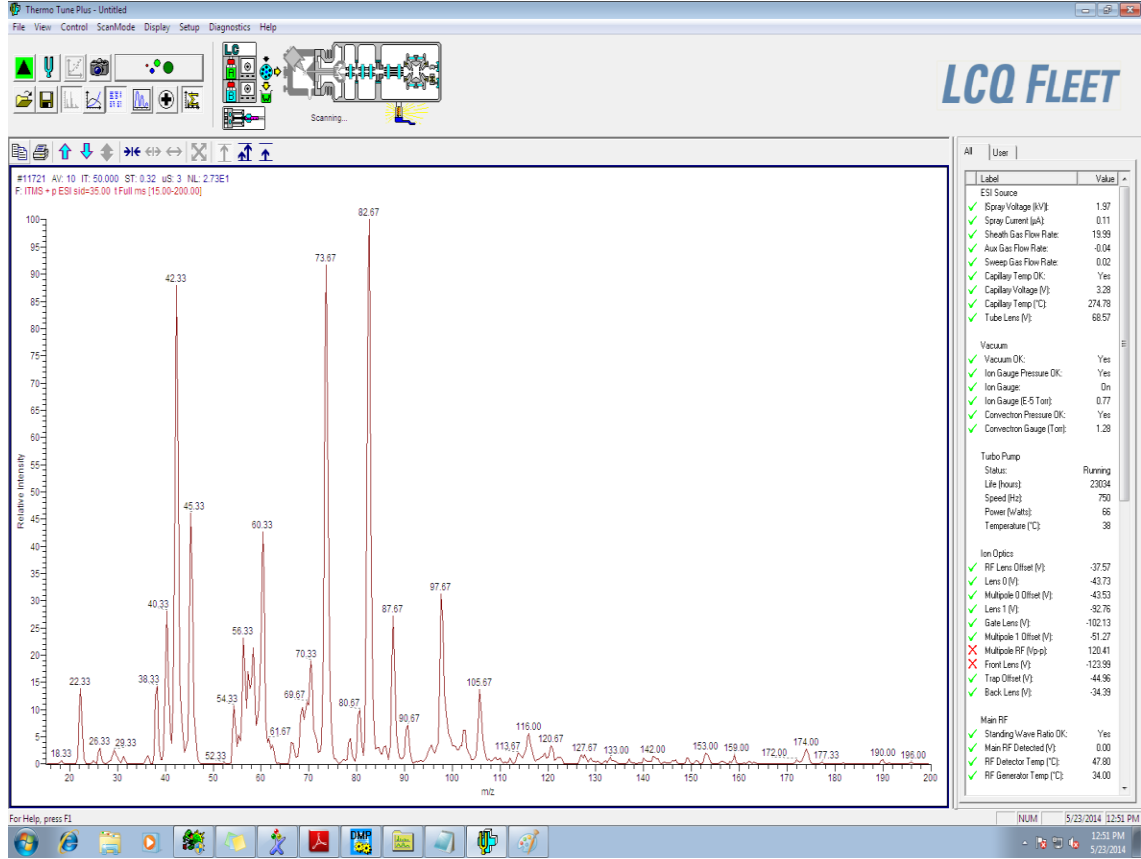 Thermo Tune Plus - Untitled
File View Control ScanMode Display Setup Diagnostics Help
LC
A
B
Scanning...
LCQ FLEET
#11721 AV: 10 IT: 50.000 ST: 0.32 uS: 3 NL: 2.73E1
F: ITMS + p ESI sid=35.00 t Full ms [15.00-200.00]
Relative Intensity
100
95
90
85
80
75
70
65
60
55
50
45
40
35
30
25
20
15
10
5
0
18.33
22.33
26.33
29.33
38.33
40.33
42.33
45.33
52.33
54.33
56.33
60.33
61.67
69.67
70.33
73.67
80.67
82.67
87.67
90.67
97.67
105.67
113.67
116.00
120.67
127.67
133.00
142.00
153.00
159.00
172.00
174.00
177.33
190.00
196.00
20 30 40 50 60 70 80 90 100 110 120 130 140 150 160 170 180 190 200
m/z
All User
Label Value
ESI Source
ISpray Voltage (kV)|: 1.97
Spray Current (µA): 0.11
Sheath Gas Flow Rate: 19.99
Aux Gas Flow Rate: -0.04
Sweep Gas Flow Rate: 0.02
Capillary Temp OK: Yes
Capillary Voltage (V): 3.28
Capillary Temp (°C): 274.78
Tube Lens (V): 68.57
Vacuum
Vacuum OK: Yes
Ion Gauge Pressure OK: Yes
Ion Gauge: On
Ion Gauge (E-5 Torr): 0.77
Convectron Pressure OK: Yes
Convectron Gauge (Torr): 1.28
Turbo Pump
Status: Running
Life (hours): 23034
Speed (Hz): 750
Power (Watts): 66
Temperature (°C): 38
Ion Optics
RF Lens Offset (V): -37.57
Lens 0 (V): -43.73
Multipole 0 Offset (V): -43.53
Lens 1 (V): -92.76
Gate Lens (V): -102.13
Multipole 1 Offset (V): -51.27
Multipole RF (Vp-p): 120.41
Front Lens (V): -123.99
Trap Offset (V): -44.96
Back Lens (V): -34.39
Main RF
Standing Wave Ratio OK: Yes
Main RF Detected (V): 0.00
RF Detector Temp (°C): 47.80
RF Generator Temp (°C): 34.00
For Help, press F1
NUM 5/23/2014 12:51 PM
DMP
12:51 PM
5/23/2014